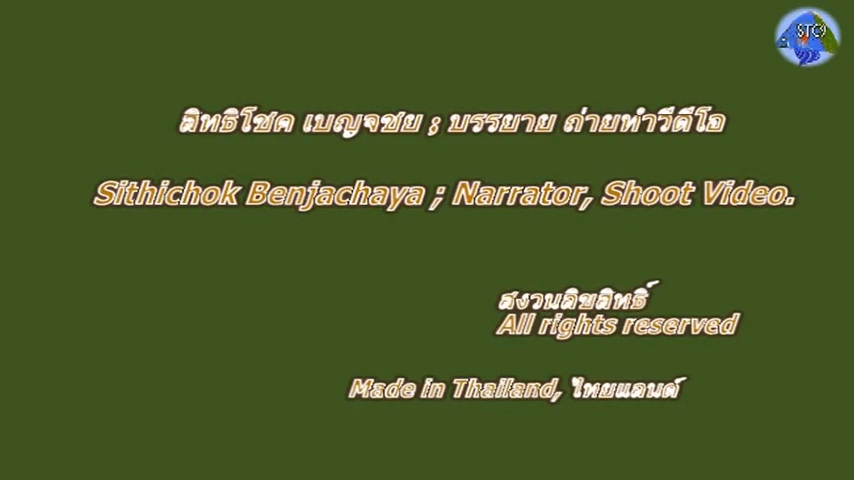 STC9
สิทธิโชค เบญจชย ; บรรยาย ถ่ายทำวีดีโอ
Sithichok Benjachaya ; Narrator, Shoot Video.
สงวนลิขสิทธิ์
All rights reserved
Made in Thailand, ไทยแลนด์